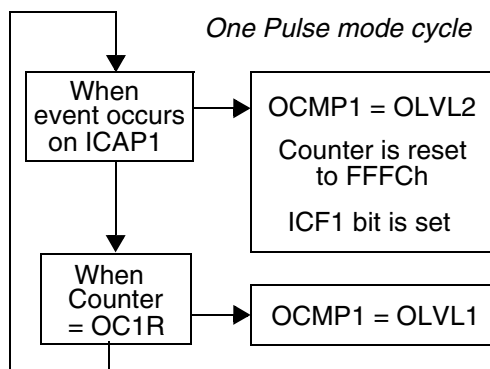 One Pulse mode cycle
When
event occurs
on ICAP1
OCMP1 = OLVL2
Counter is reset
to FFFCh
ICF1 bit is set
When
Counter
= OC1R
OCMP1 = OLVL1